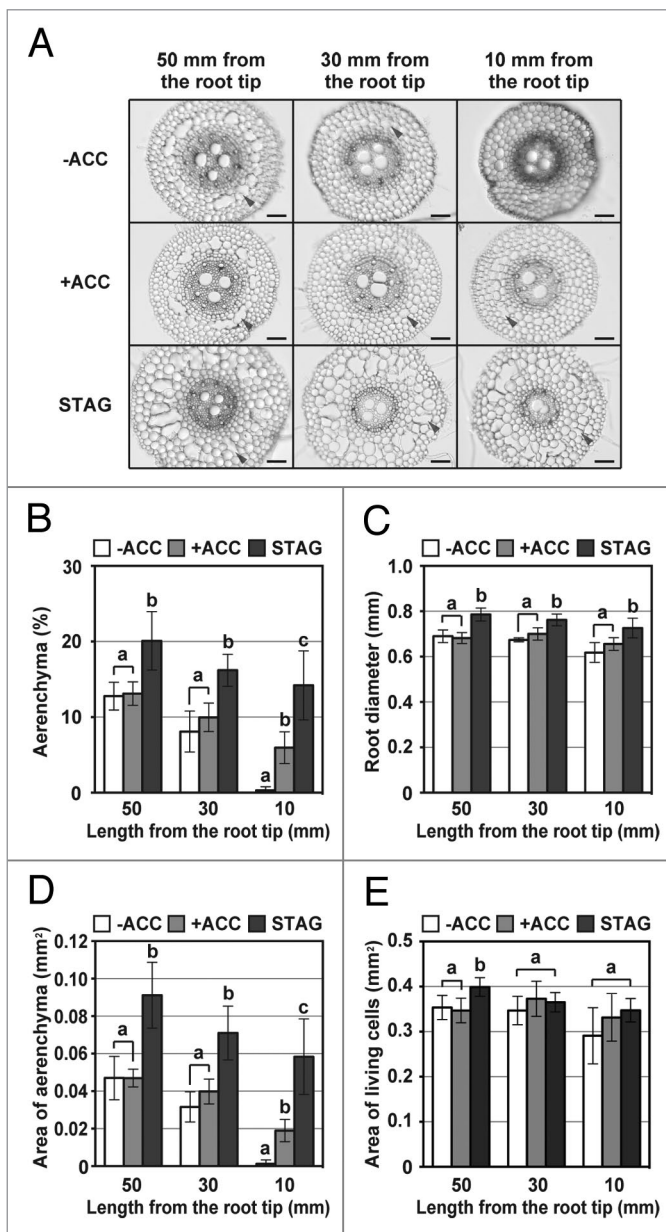 A
50 mm from
the root tip
30 mm from
the root tip
10 mm from
the root tip
-ACC
+ACC
STAG
B
-ACC +ACC STAG
30
20
10
0
Aerenchyma (%)
a b a b a b c
50 30 10
Length from the root tip (mm)
C
-ACC +ACC STAG
1.0
0.8
0.6
0.4
0.2
0
Root diameter (mm)
a b a b a b
50 30 10
Length from the root tip (mm)
D
-ACC +ACC STAG
0.12
0.10
0.08
0.06
0.04
0.02
0
Area of aerenchyma (mm²)
a b a b a b c
50 30 10
Length from the root tip (mm)
E
-ACC +ACC STAG
0.5
0.4
0.3
0.2
0.1
0
Area of living cells (mm²)
a b a a
50 30 10
Length from the root tip (mm)